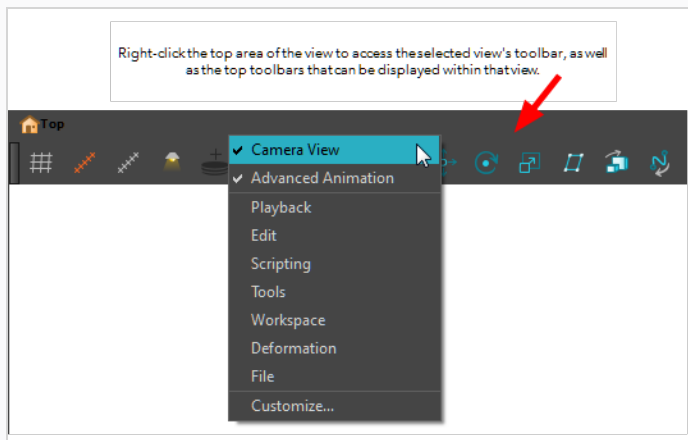 Right-click the top area of the view to access the selected view's toolbar, as well
as the top toolbars that can be displayed within that view.
Top
Camera View
Advanced Animation
Playback
Edit
Scripting
Tools
Workspace
Deformation
File
Customize...